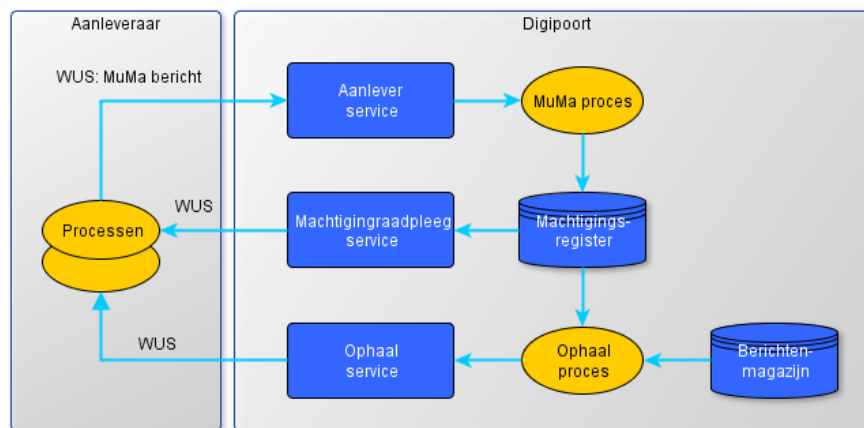 Aanleveraar
Digipoort
WUS: MuMa bericht
Aanlever
service
MuMa proces
WUS
Processen
Machtigingraadpleeg
service
Machtigings-
register
WUS
Ophaal
service
Ophaal
proces
Berichten-
magazijn